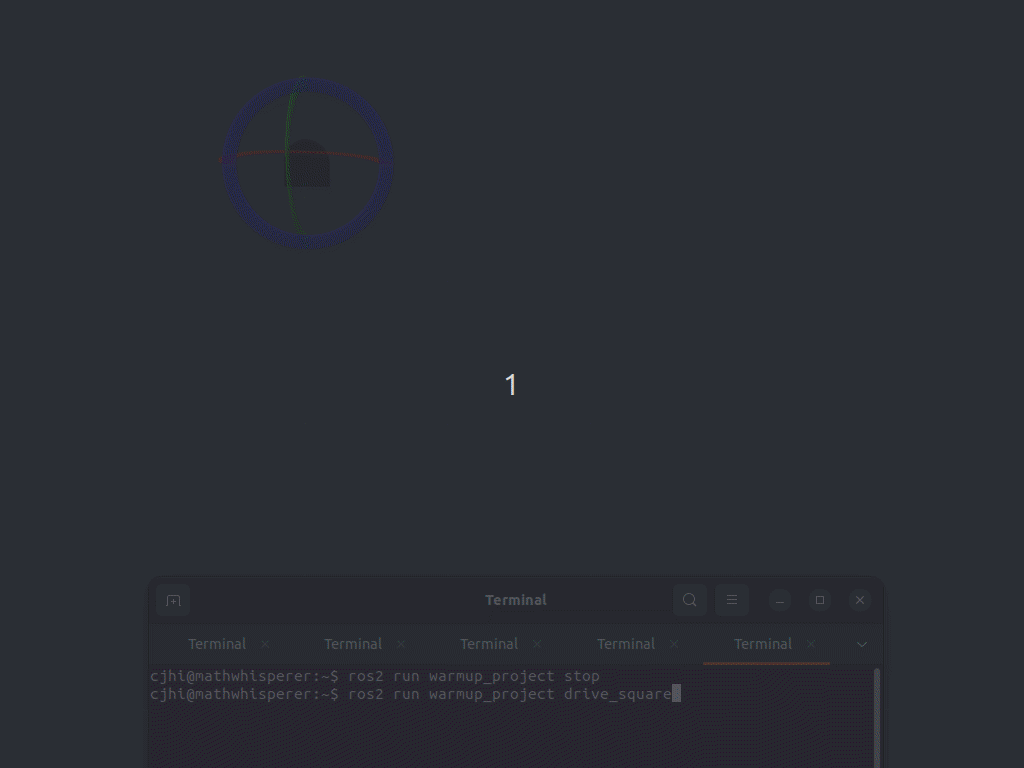 1
Terminal
Terminal Terminal Terminal Terminal Terminal
cjhi@mathwhisperer:~$ ros2 run warmup_project stop
cjhi@mathwhisperer:~$ ros2 run warmup_project drive_square